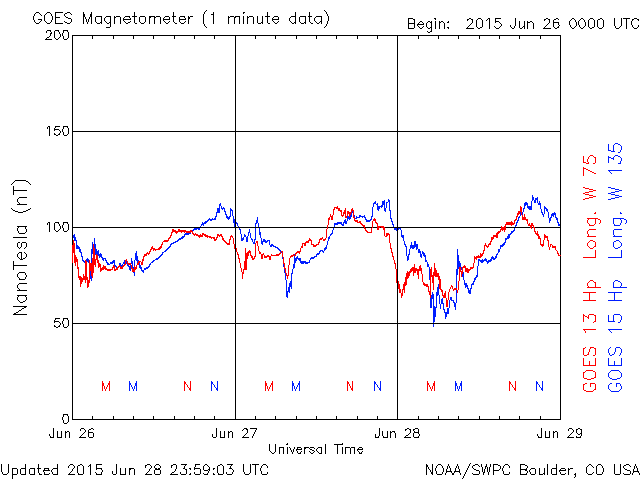 GOES Magnetometer (1 minute data)
Begin: 2015 Jun 26 0000 UTC
200
150
100
50
0
NanoTesla (nT)
M M N N M M N N M M N N
Jun 26 Jun 27 Jun 28 Jun 29
Universal Time
GOES 13 Hp Long. W 75
GOES 15 Hp Long. W 135
Updated 2015 Jun 28 23:59:03 UTC
NOAA/SWPC Boulder, CO USA